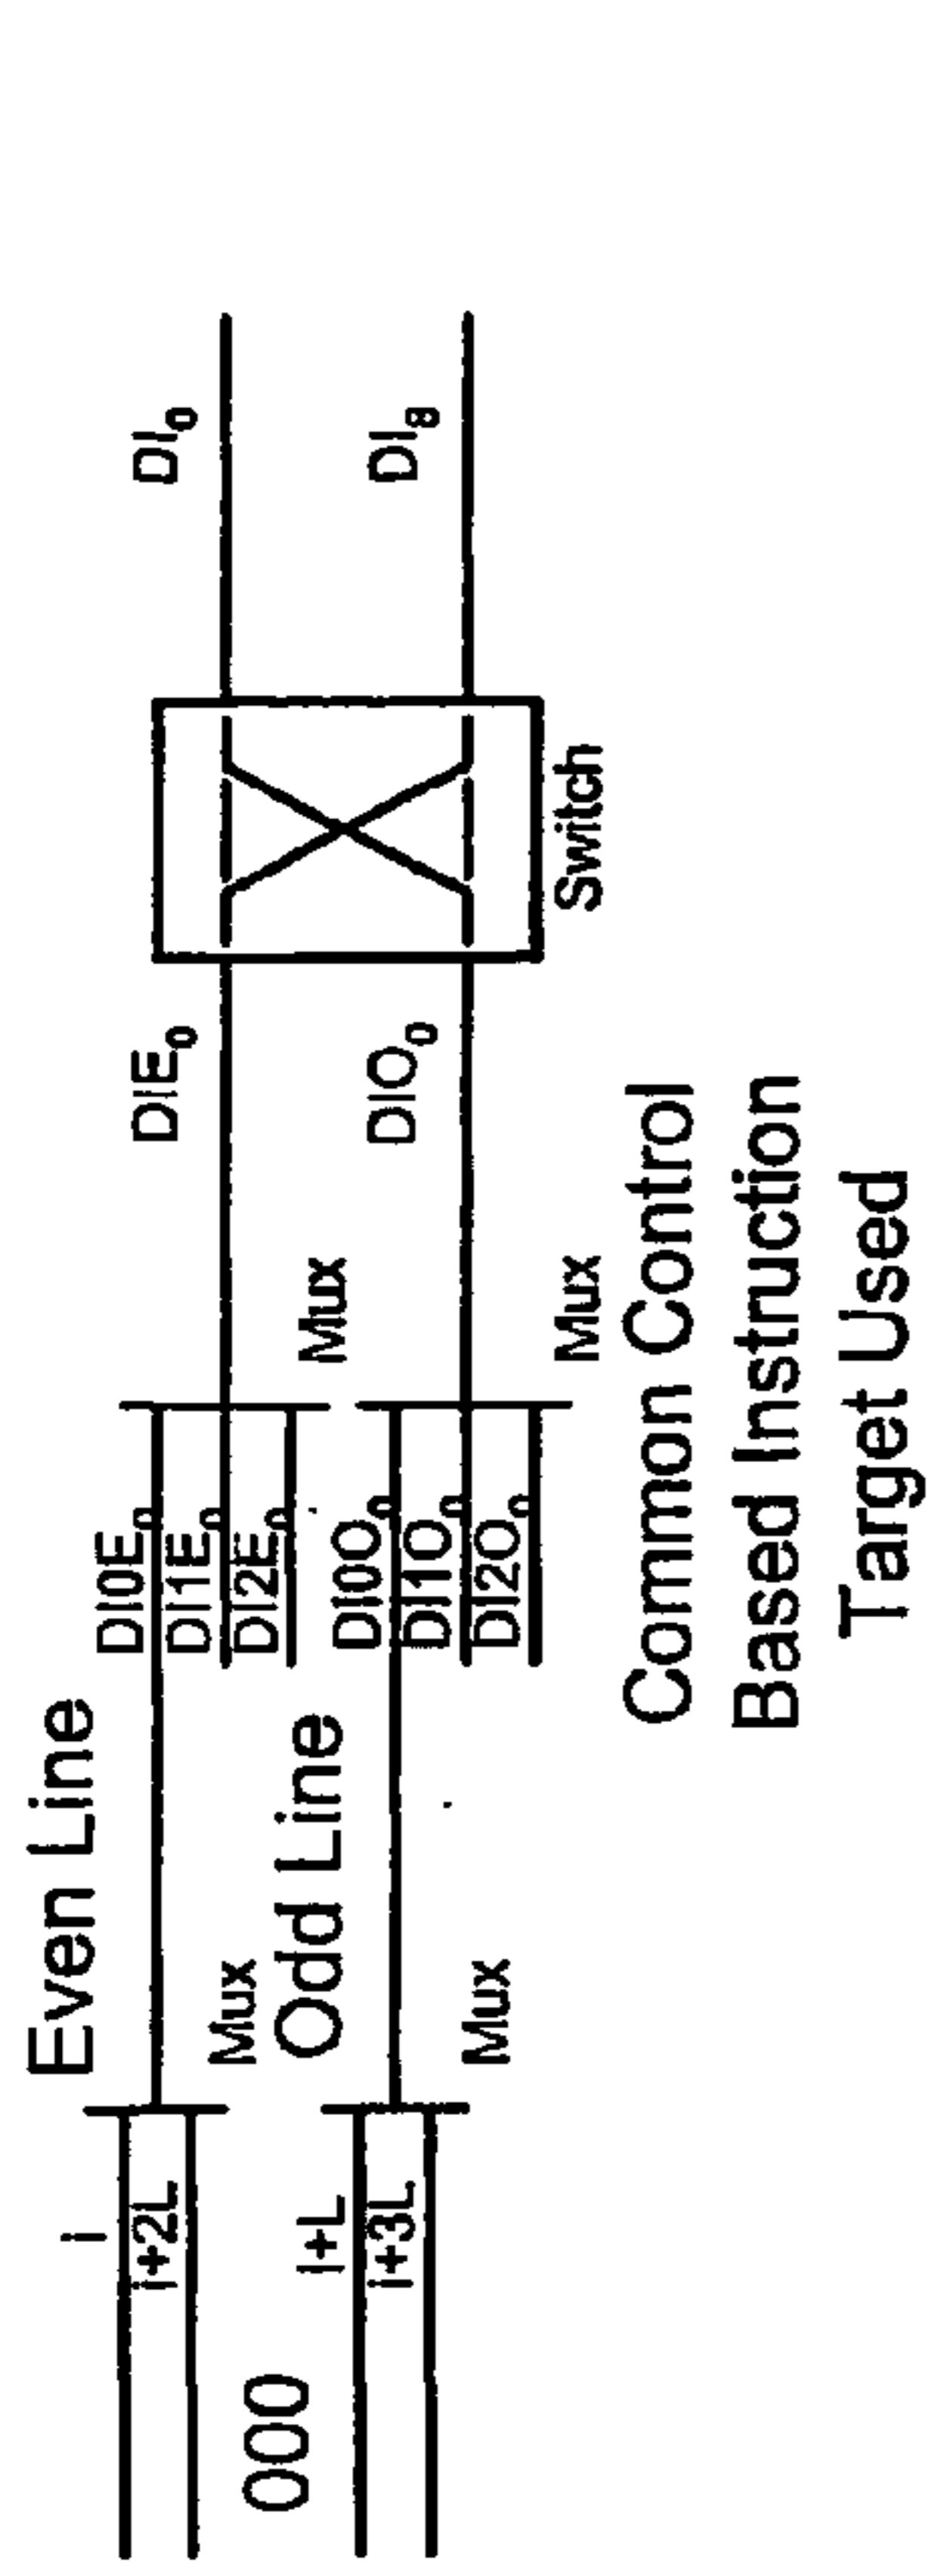 Even Line
i
i+2L
Mux
DI0E0
DI1E0
DI2E0
Mux
DIE0
DI0
000
Odd Line
i+L
i+3L
Mux
DI0O0
DI1O0
DI2O0
Mux
DIO0
DI8
Switch
Common Control
Based Instruction
Target Used